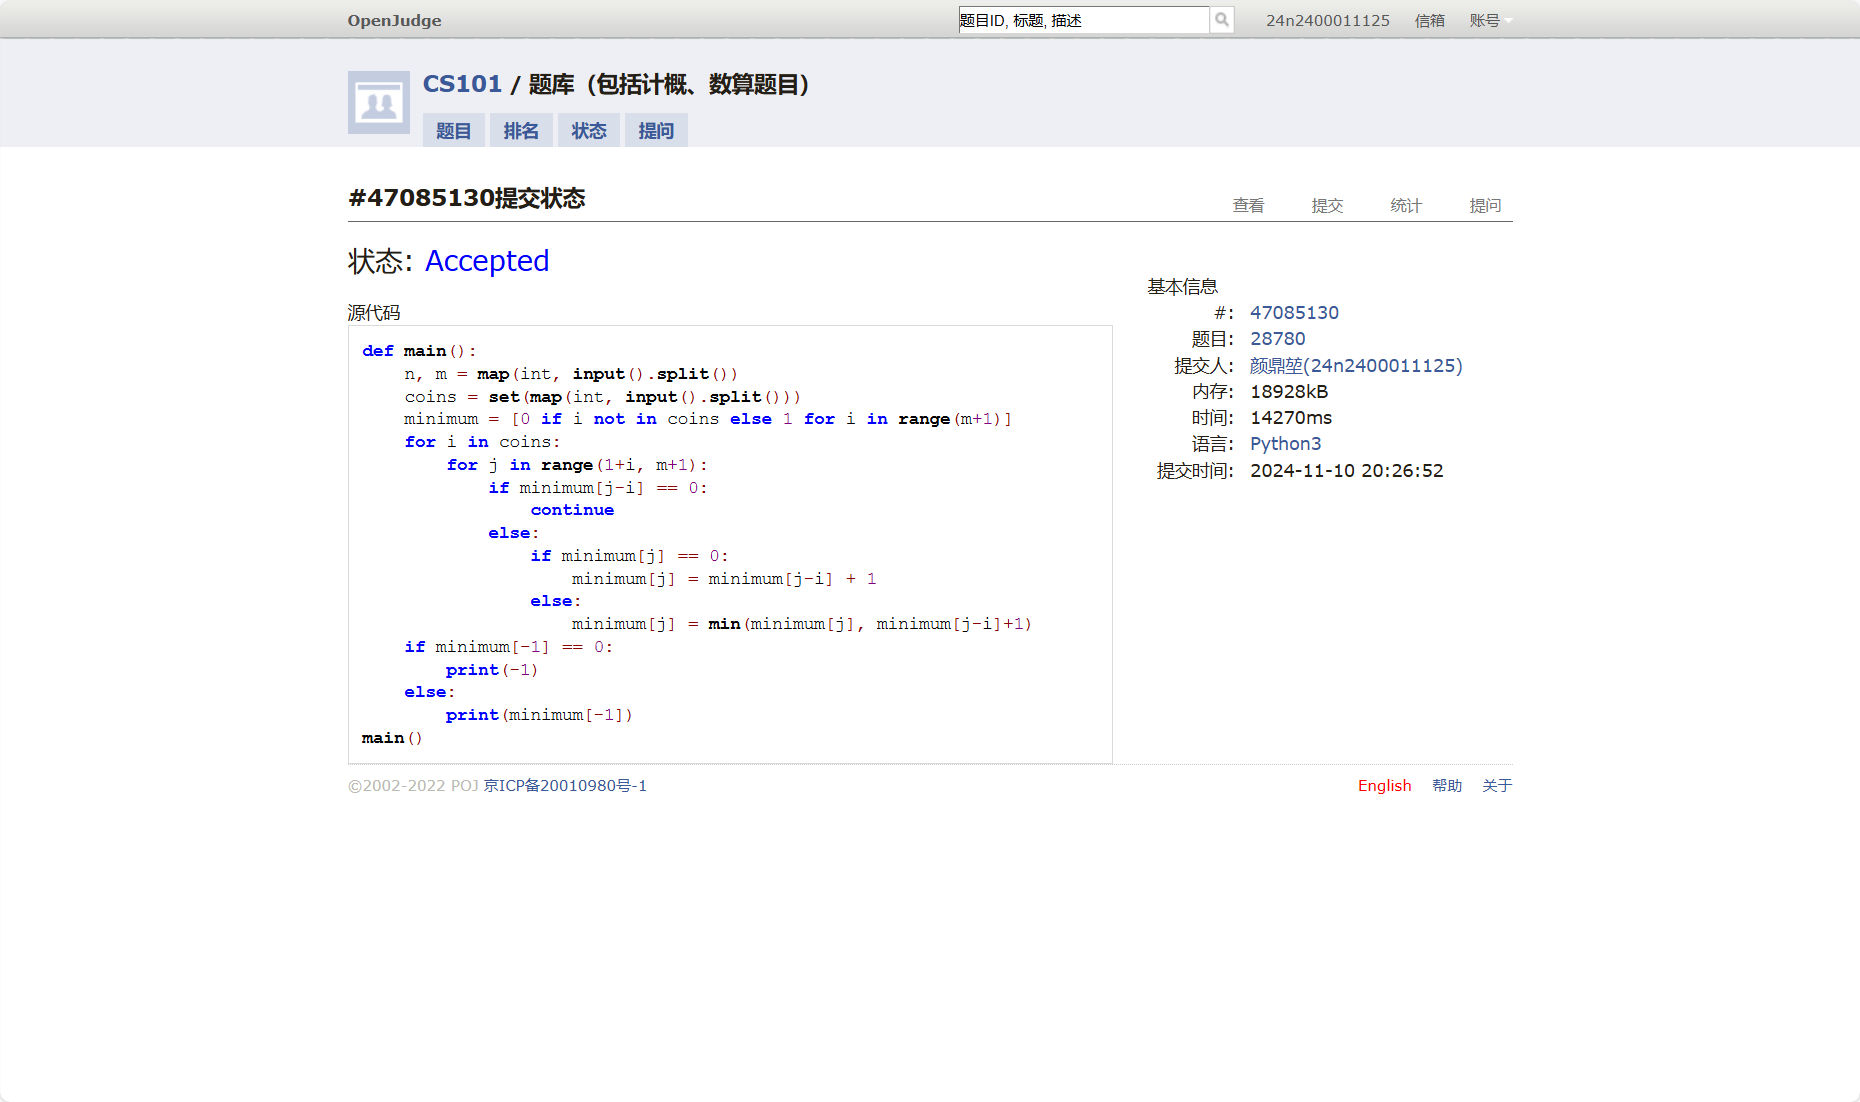 OpenJudge
题目ID, 标题, 描述
24n2400011125 信箱 账号
CS101 / 题库（包括计概、数算题目）
题目 排名 状态 提问
#47085130提交状态
查看 提交 统计 提问
状态: Accepted
源代码
def main():
    n, m = map(int, input().split())
    coins = set(map(int, input().split()))
    minimum = [0 if i not in coins else 1 for i in range(m+1)]
    for i in coins:
        for j in range(1+i, m+1):
            if minimum[j-i] == 0:
                continue
            else:
                if minimum[j] == 0:
                    minimum[j] = minimum[j-i] + 1
                else:
                    minimum[j] = min(minimum[j], minimum[j-i]+1)
    if minimum[-1] == 0:
        print(-1)
    else:
        print(minimum[-1])
main()
基本信息
#: 47085130
题目: 28780
提交人: 颜鼎堃(24n2400011125)
内存: 18928kB
时间: 14270ms
语言: Python3
提交时间: 2024-11-10 20:26:52
©2002-2022 POJ 京ICP备20010980号-1
English 帮助 关于